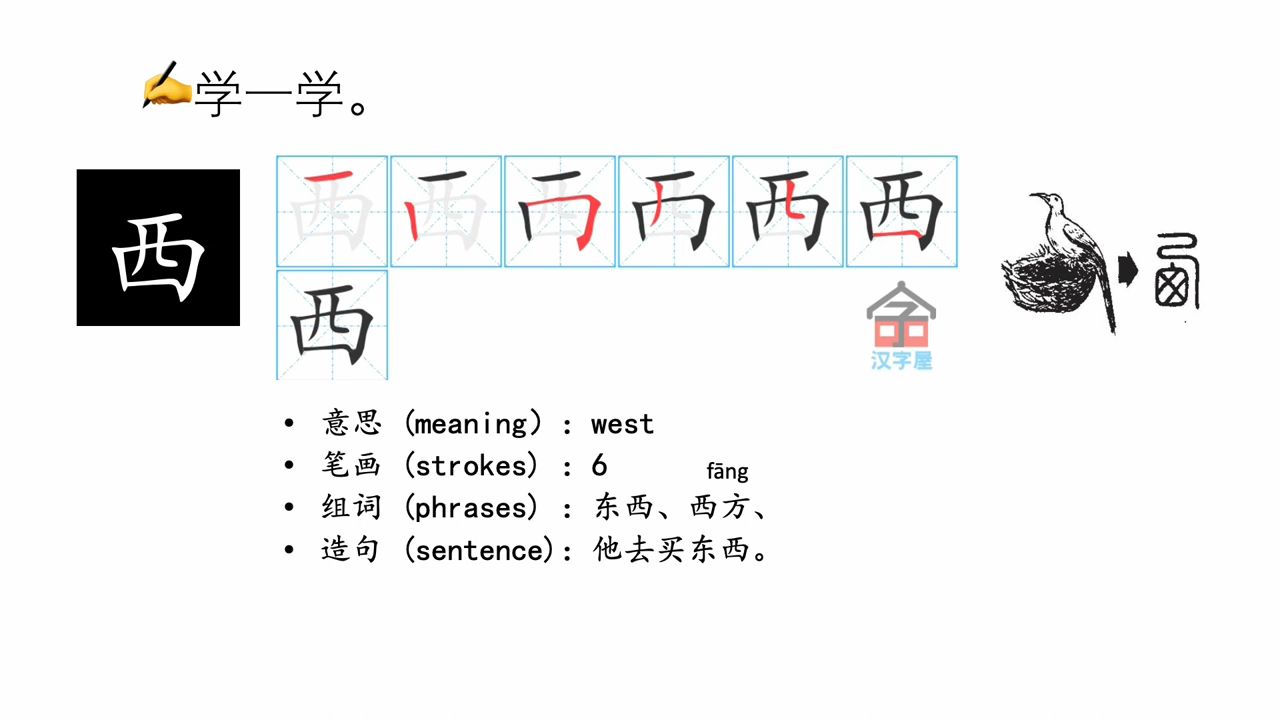 ✍学一学。
西
西 西 西 西 西 西
西
汉字屋
• 意思 (meaning) : west
• 笔画 (strokes) : 6
fāng
• 组词 (phrases) : 东西、西方、
• 造句 (sentence): 他去买东西。